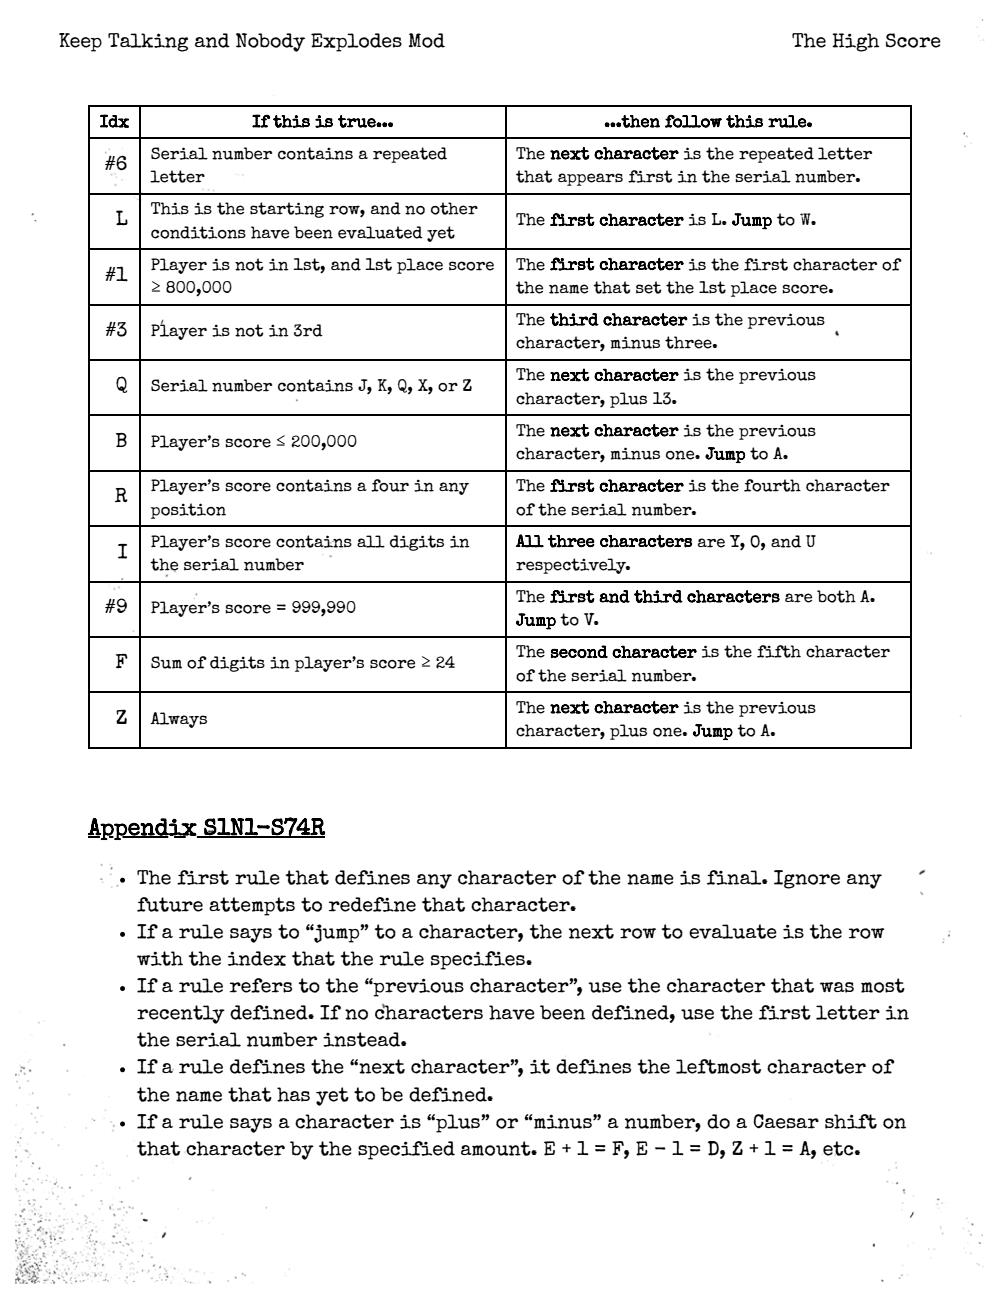 Keep Talking and Nobody Explodes Mod
The High Score
Idx
If this is true...
...then follow this rule.
#6
Serial number contains a repeated
letter
The next character is the repeated letter
that appears first in the serial number.
L
This is the starting row, and no other
conditions have been evaluated yet
The first character is L. Jump to W.
#1
Player is not in 1st, and 1st place score
≥ 800,000
The first character is the first character of
the name that set the 1st place score.
#3
Player is not in 3rd
The third character is the previous
character, minus three.
Q
Serial number contains J, K, Q, X, or Z
The next character is the previous
character, plus 13.
B
Player's score ≤ 200,000
The next character is the previous
character, minus one. Jump to A.
R
Player's score contains a four in any
position
The first character is the fourth character
of the serial number.
I
Player's score contains all digits in
the serial number
All three characters are Y, O, and U
respectively.
#9
Player's score = 999,990
The first and third characters are both A.
Jump to V.
F
Sum of digits in player's score ≥ 24
The second character is the fifth character
of the serial number.
Z
Always
The next character is the previous
character, plus one. Jump to A.
Appendix S1N1-S74R
• The first rule that defines any character of the name is final. Ignore any
future attempts to redefine that character.
• If a rule says to “jump” to a character, the next row to evaluate is the row
with the index that the rule specifies.
• If a rule refers to the “previous character”, use the character that was most
recently defined. If no characters have been defined, use the first letter in
the serial number instead.
• If a rule defines the “next character”, it defines the leftmost character of
the name that has yet to be defined.
• If a rule says a character is “plus” or “minus” a number, do a Caesar shift on
that character by the specified amount. E + 1 = F, E − 1 = D, Z + 1 = A, etc.